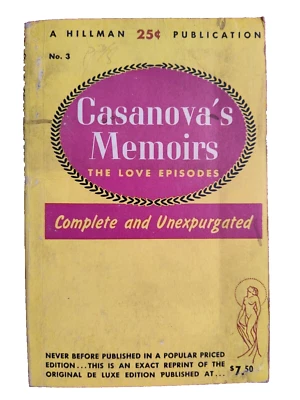 A HILLMAN 25¢ PUBLICATION
No. 3
Casanova's
Memoirs
THE LOVE EPISODES
Complete and Unexpurgated
NEVER BEFORE PUBLISHED IN A POPULAR PRICED
EDITION...THIS IS AN EXACT REPRINT OF THE
ORIGINAL DE LUXE EDITION PUBLISHED AT... $7.50